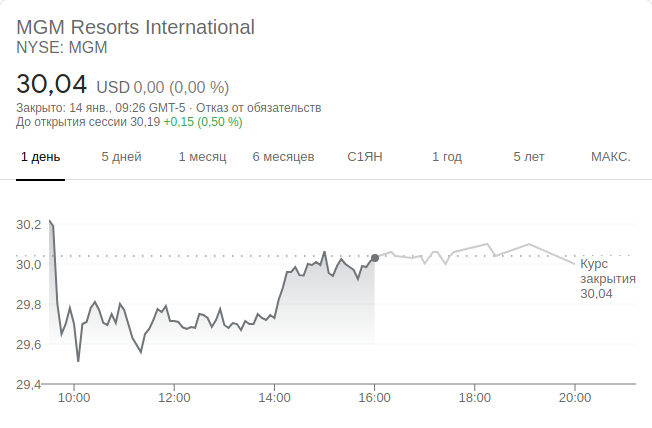 MGM Resorts International
NYSE: MGM
30,04 USD 0,00 (0,00 %)
Закрыто: 14 янв., 09:26 GMT-5 · Отказ от обязательств
До открытия сессии 30,19 +0,15 (0,50 %)
1 день 5 дней 1 месяц 6 месяцев С1ЯН 1 год 5 лет МАКС.
30,2
30,0
29,8
29,6
29,4
Курс
закрытия
30,04
10:00 12:00 14:00 16:00 18:00 20:00